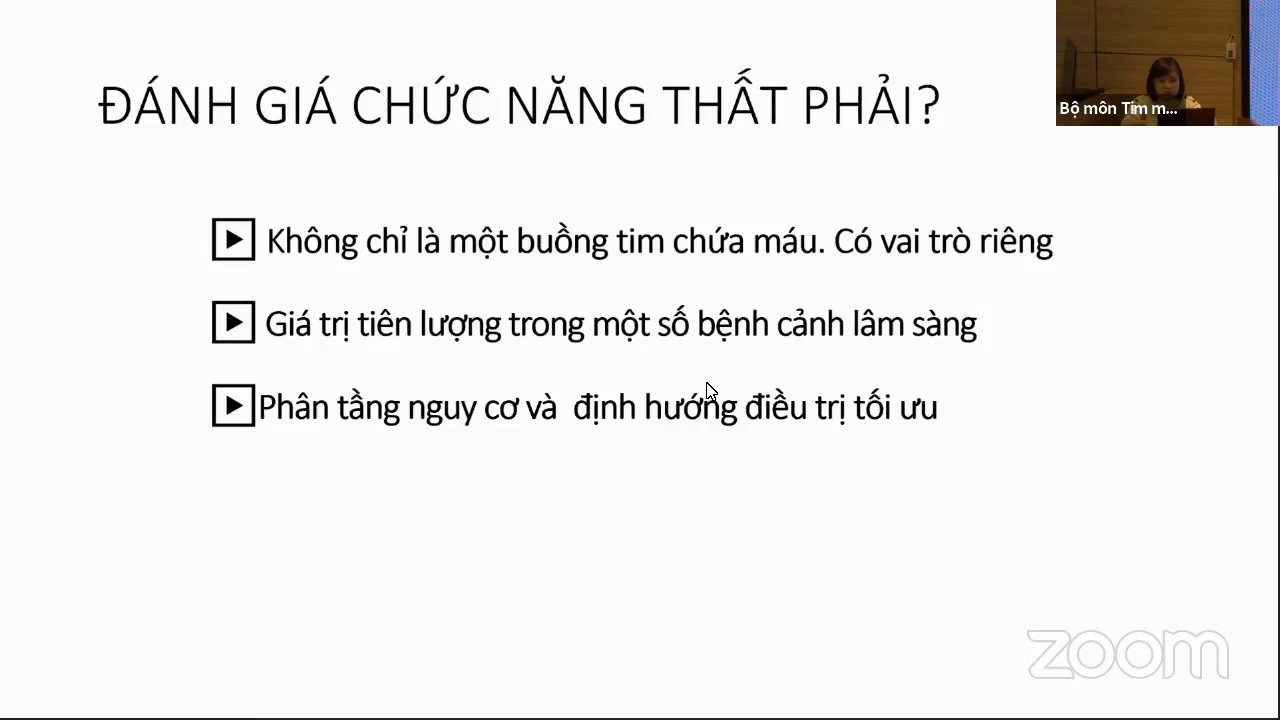 ĐÁNH GIÁ CHỨC NĂNG THẤT PHẢI?
Bộ môn Tim m...
Không chỉ là một buồng tim chứa máu. Có vai trò riêng
Giá trị tiên lượng trong một số bệnh cảnh lâm sàng
Phân tầng nguy cơ và định hướng điều trị tối ưu
zoom